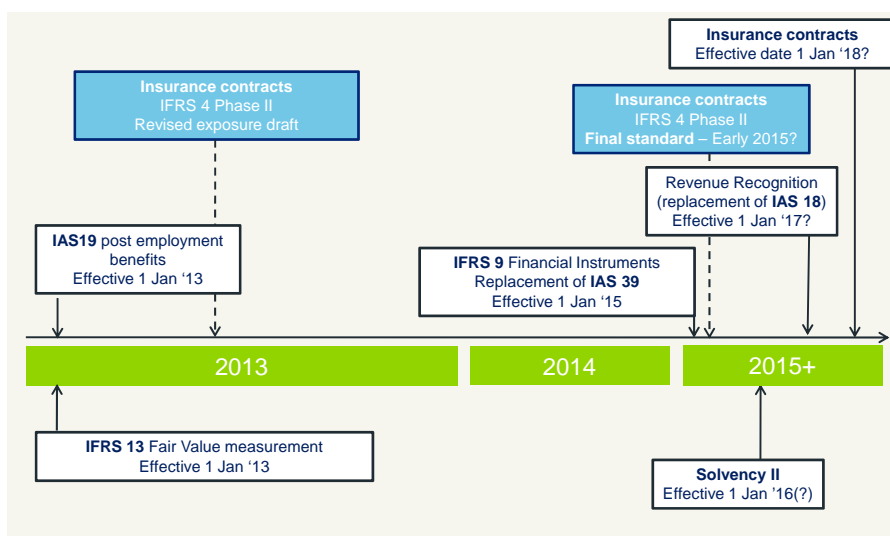 Insurance contracts
Effective date 1 Jan ‘18?
Insurance contracts
IFRS 4 Phase II
Revised exposure draft
Insurance contracts
IFRS 4 Phase II
Final standard – Early 2015?
Revenue Recognition
(replacement of IAS 18)
Effective 1 Jan ‘17?
IAS19 post employment
benefits
Effective 1 Jan ‘13
IFRS 9 Financial Instruments
Replacement of IAS 39
Effective 1 Jan ‘15
2013
2014
2015+
IFRS 13 Fair Value measurement
Effective 1 Jan ‘13
Solvency II
Effective 1 Jan ’16(?)